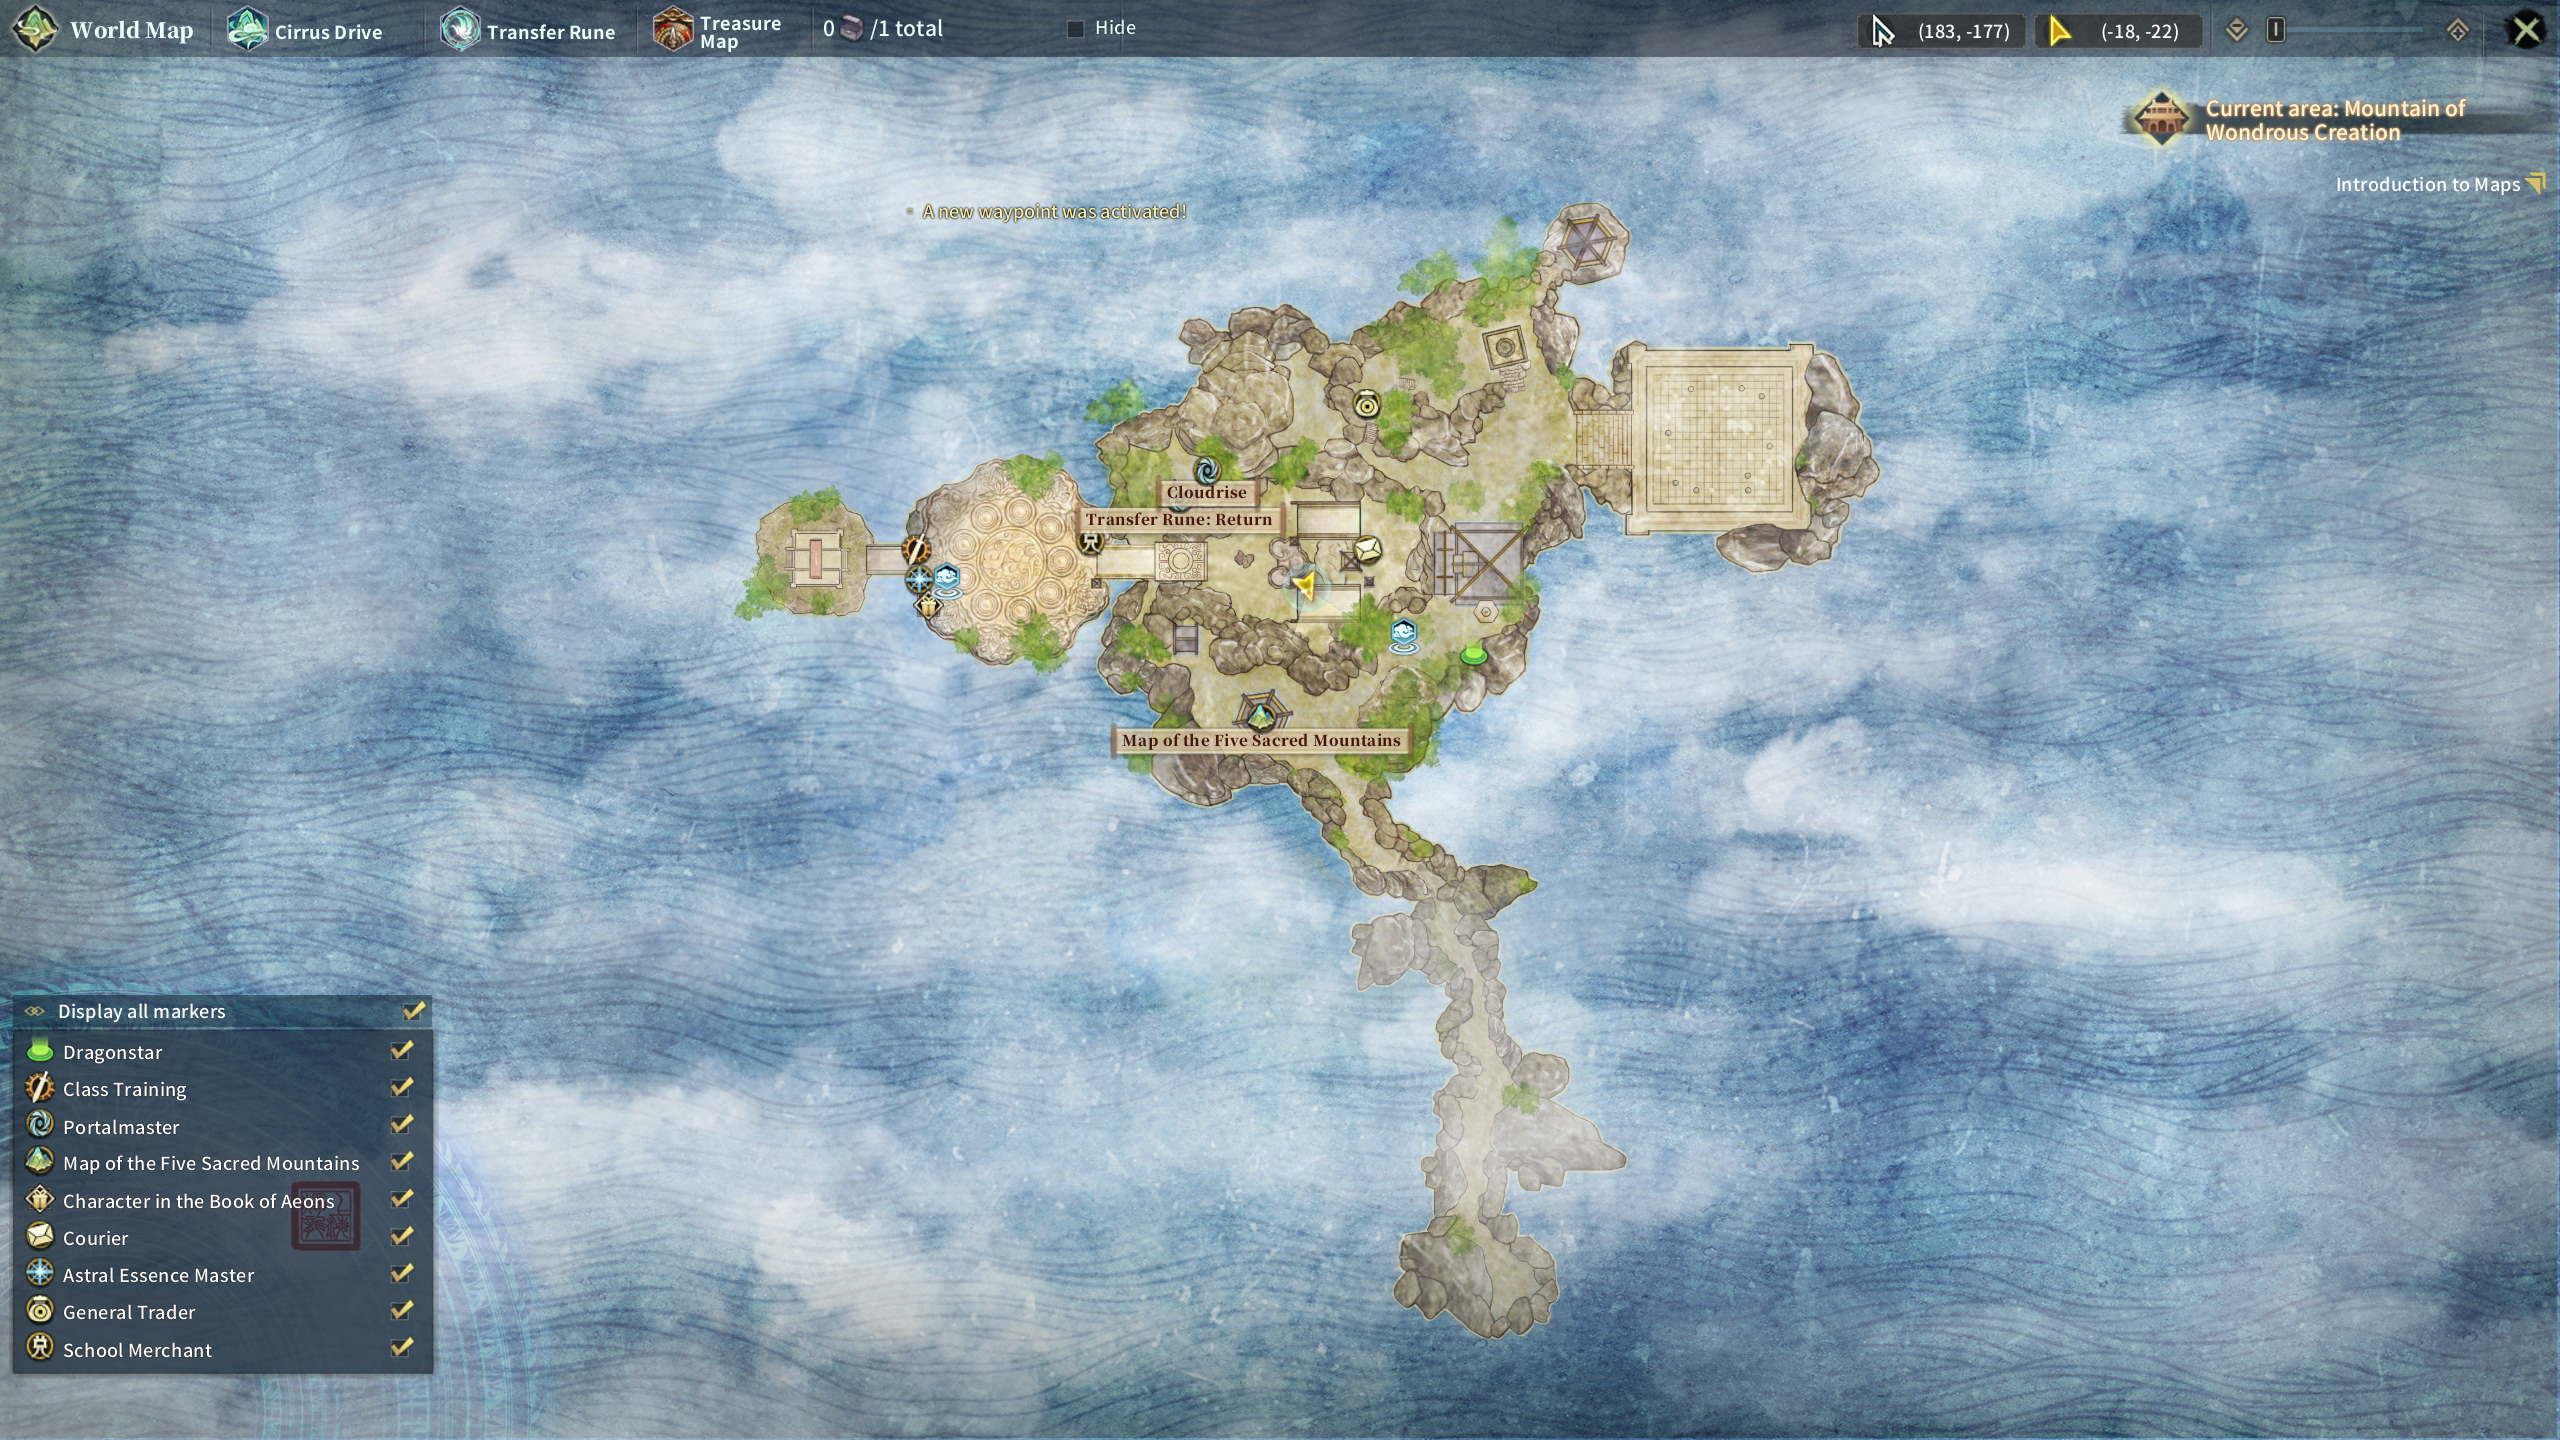 World Map
Cirrus Drive
Transfer Rune
Treasure
Map
0 /1 total
Hide
(183, -177)
(-18, -22)
Current area: Mountain of
Wondrous Creation
Introduction to Maps
A new waypoint was activated!
Cloudrise
Transfer Rune: Return
Map of the Five Sacred Mountains
Display all markers
Dragonstar
Class Training
Portalmaster
Map of the Five Sacred Mountains
Character in the Book of Aeons
Courier
Astral Essence Master
General Trader
School Merchant